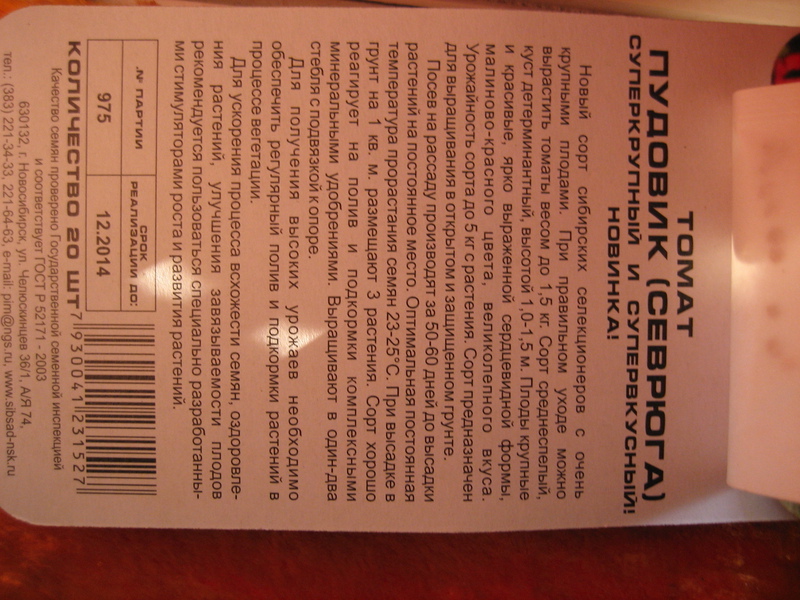 ТОМАТ
ПУДОВИК (СЕВРЮГА)
СУПЕРКРУПНЫЙ И СУПЕРВКУСНЫЙ!
НОВИНКА!
Новый сорт сибирских селекционеров с очень
крупными плодами. При правильном уходе можно
вырастить томаты весом до 1,5 кг. Сорт среднеспелый,
куст детерминантный, высотой 1,0-1,5 м. Плоды крупные
и красивые, ярко выраженной сердцевидной формы,
малиново-красного цвета, великолепного вкуса.
Урожайность сорта до 5 кг с растения. Сорт предназначен
для выращивания в открытом и защищенном грунте.
Посев на рассаду производят за 50-60 дней до высадки
растений на постоянное место. Оптимальная постоянная
температура прорастания семян 23-25°С. При высадке в
грунт на 1 кв. м. размещают 3 растения. Сорт хорошо
реагирует на полив и подкормки комплексными
минеральными удобрениями. Выращивают в один-два
стебля с подвязкой к опоре.
Для получения высоких урожаев необходимо
обеспечить регулярный полив и подкормки растений в
процессе вегетации.
Для ускорения процесса всхожести семян, оздоровле-
ния растений, улучшения завязываемости плодов
рекомендуется пользоваться специально разработанны-
ми стимуляторами роста и развития растений.
№ ПАРТИИ
СРОК
РЕАЛИЗАЦИИ ДО:
975
12.2014
7 930041 231527
КОЛИЧЕСТВО 20 ШТ
Качество семян проверено Государственной семенной инспекцией
и соответствует ГОСТ Р 52171 - 2003
630132, г. Новосибирск, ул. Челюскинцев 36/1, А/Я 74,
тел.: (383) 221-34-33, 221-64-63, e-mail: pim@ngs.ru, www.sibsad-nsk.ru